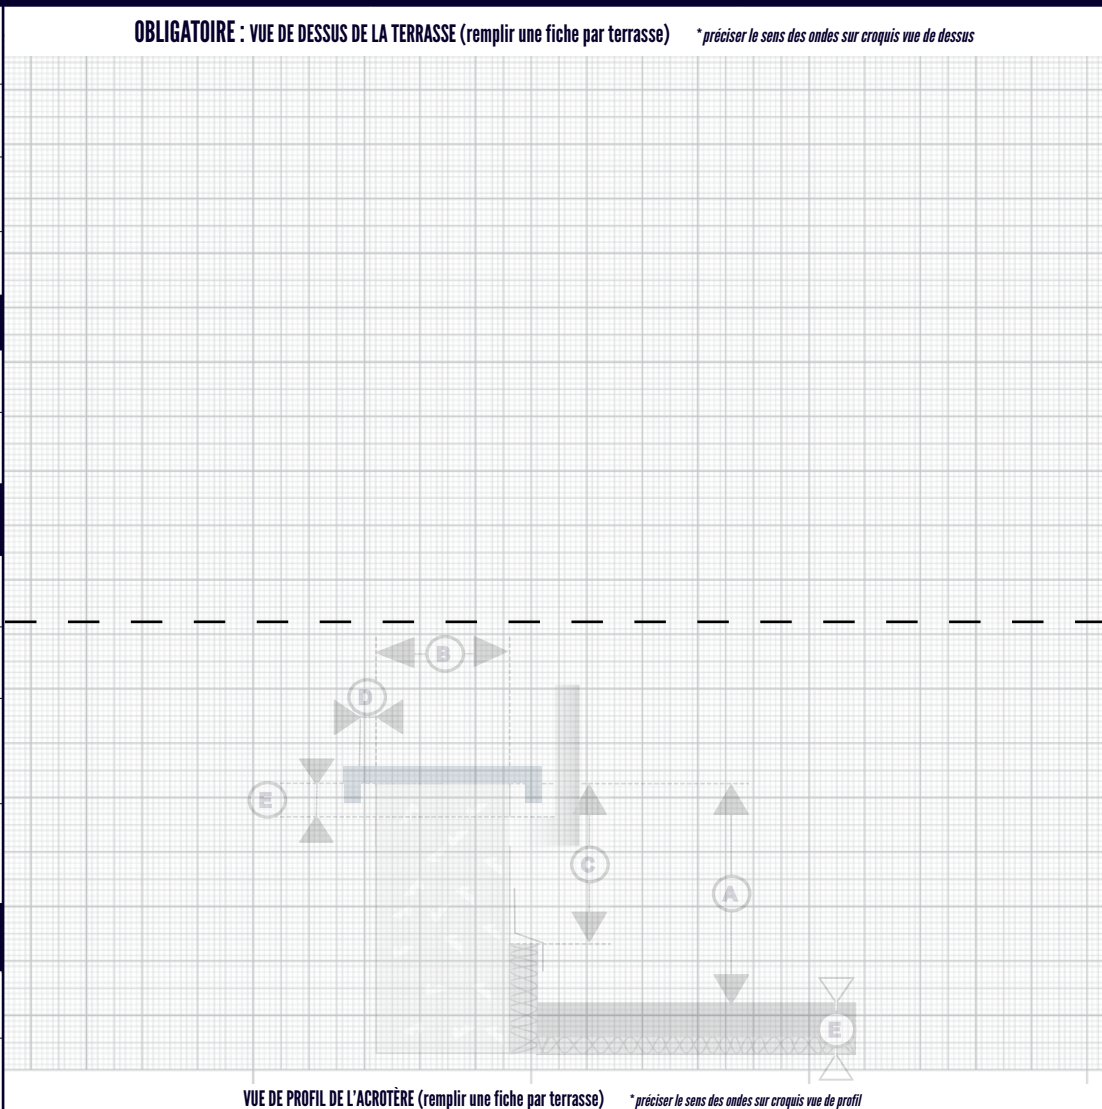 OBLIGATOIRE : VUE DE DESSUS DE LA TERRASSE (remplir une fiche par terrasse) * préciser le sens des ondes sur croquis vue de dessus
B
D
E
C
A
E
VUE DE PROFIL DE L'ACROTÈRE (remplir une fiche par terrasse) * préciser le sens des ondes sur croquis vue de profil